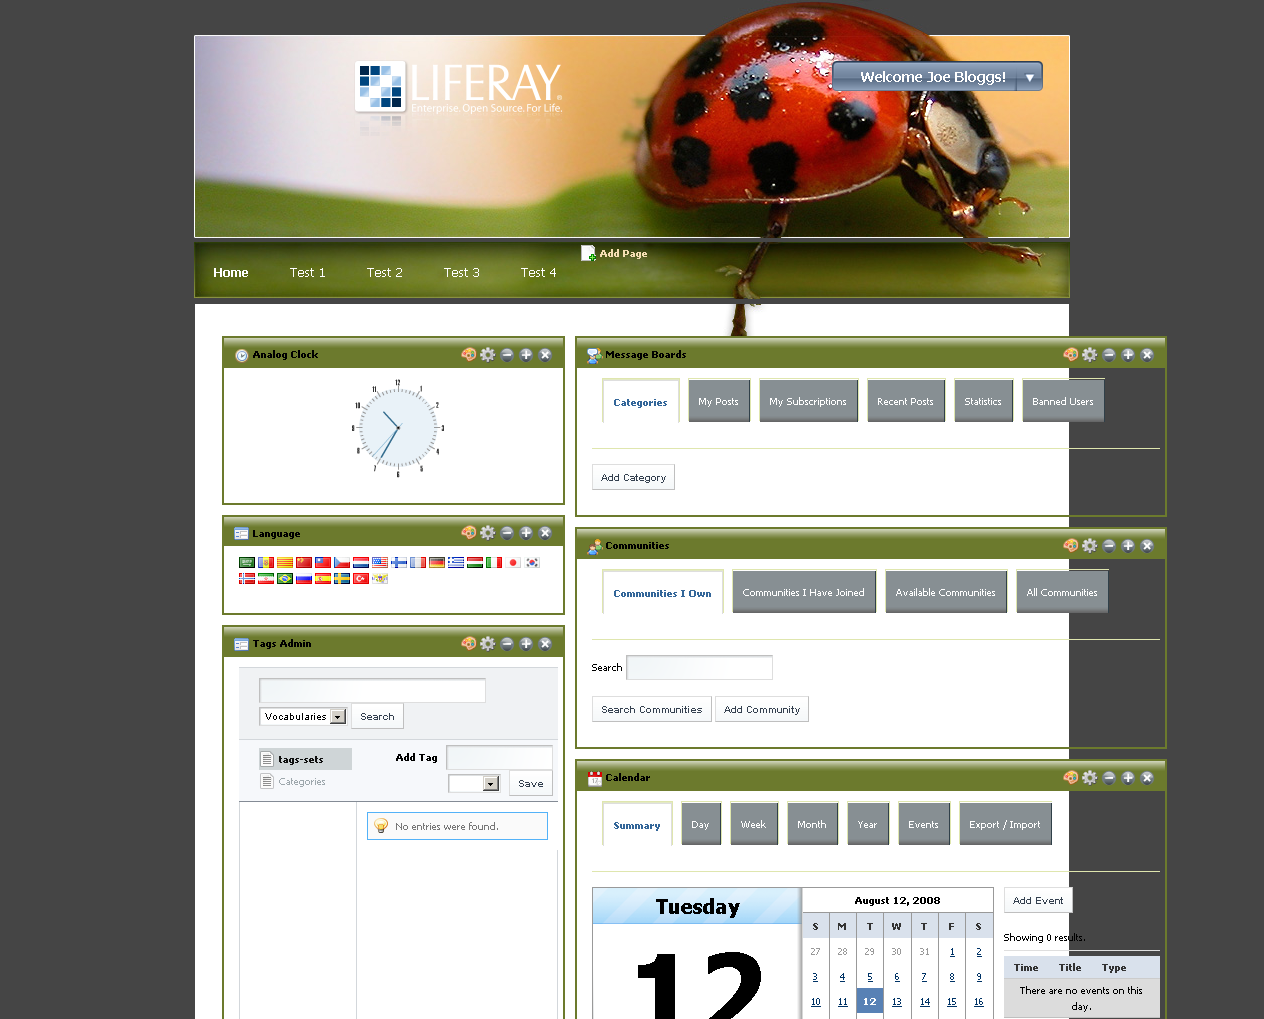 LIFERAY.
Enterprise. Open Source. For Life.
Welcome Joe Bloggs!
Home Test 1 Test 2 Test 3 Test 4 Add Page
Analog Clock
12 1 2 3 4 5 6 7 8 9 10 11
Language
Tags Admin
Vocabularies Search
tags-sets
Categories
Add Tag
Save
No entries were found.
Message Boards
Categories My Posts My Subscriptions Recent Posts Statistics Banned Users
Add Category
Communities
Communities I Own Communities I Have Joined Available Communities All Communities
Search
Search Communities Add Community
Calendar
Summary Day Week Month Year Events Export / Import
Tuesday
12
August 12, 2008
S M T W T F S
27 28 29 30 31 1 2
3 4 5 6 7 8 9
10 11 12 13 14 15 16
Add Event
Showing 0 results.
Time Title Type
There are no events on this
day.